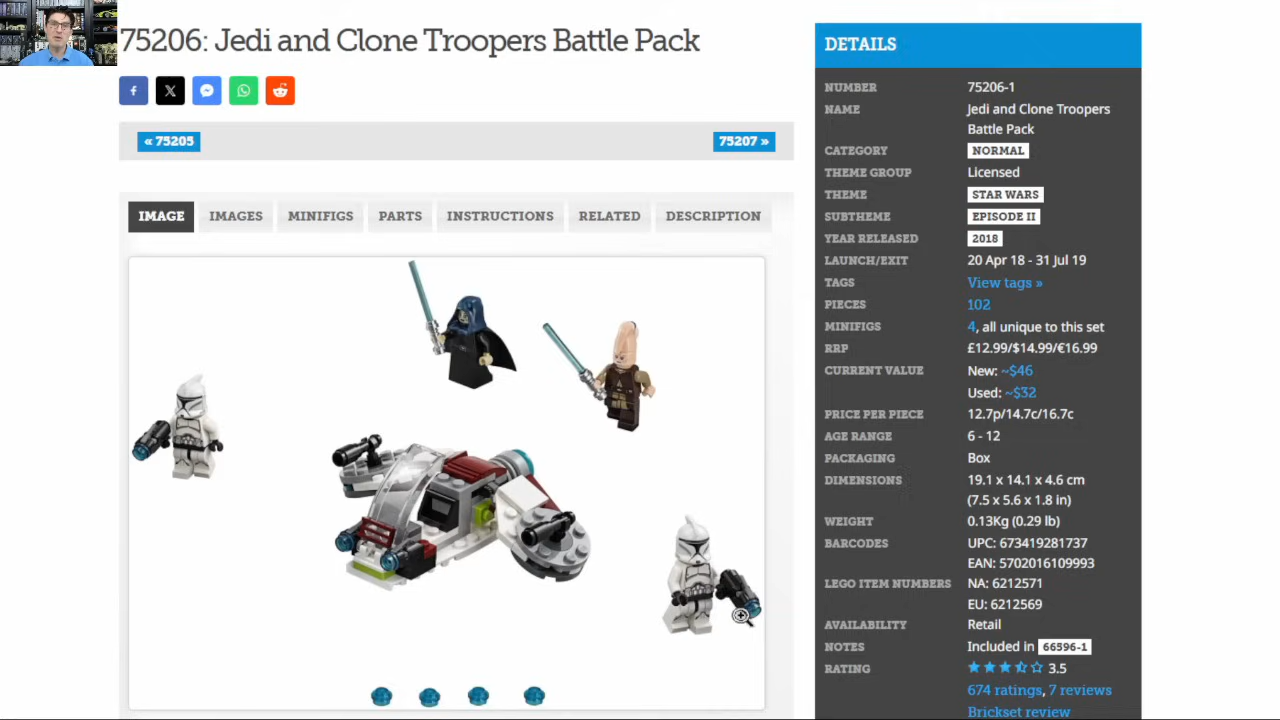 75206: Jedi and Clone Troopers Battle Pack
« 75205
75207 »
IMAGE
IMAGES
MINIFIGS
PARTS
INSTRUCTIONS
RELATED
DESCRIPTION
DETAILS
NUMBER 75206-1
NAME Jedi and Clone Troopers
Battle Pack
CATEGORY NORMAL
THEME GROUP Licensed
THEME STAR WARS
SUBTHEME EPISODE II
YEAR RELEASED 2018
LAUNCH/EXIT 20 Apr 18 - 31 Jul 19
TAGS View tags »
PIECES 102
MINIFIGS 4, all unique to this set
RRP £12.99/$14.99/€16.99
CURRENT VALUE New: ~$46
Used: ~$32
PRICE PER PIECE 12.7p/14.7c/16.7c
AGE RANGE 6 - 12
PACKAGING Box
DIMENSIONS 19.1 x 14.1 x 4.6 cm
(7.5 x 5.6 x 1.8 in)
WEIGHT 0.13Kg (0.29 lb)
BARCODES UPC: 673419281737
EAN: 5702016109993
LEGO ITEM NUMBERS NA: 6212571
EU: 6212569
AVAILABILITY Retail
NOTES Included in 66596-1
RATING 3.5
674 ratings, 7 reviews
Brickset review